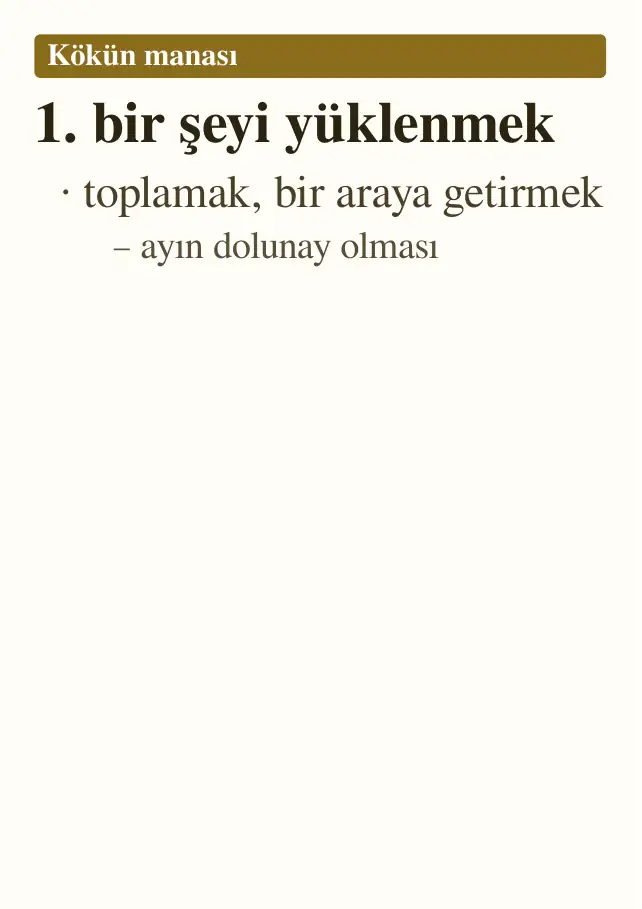 Kökün manası
1. bir şeyi yüklenmek
· toplamak, bir araya getirmek
– ayın dolunay olması